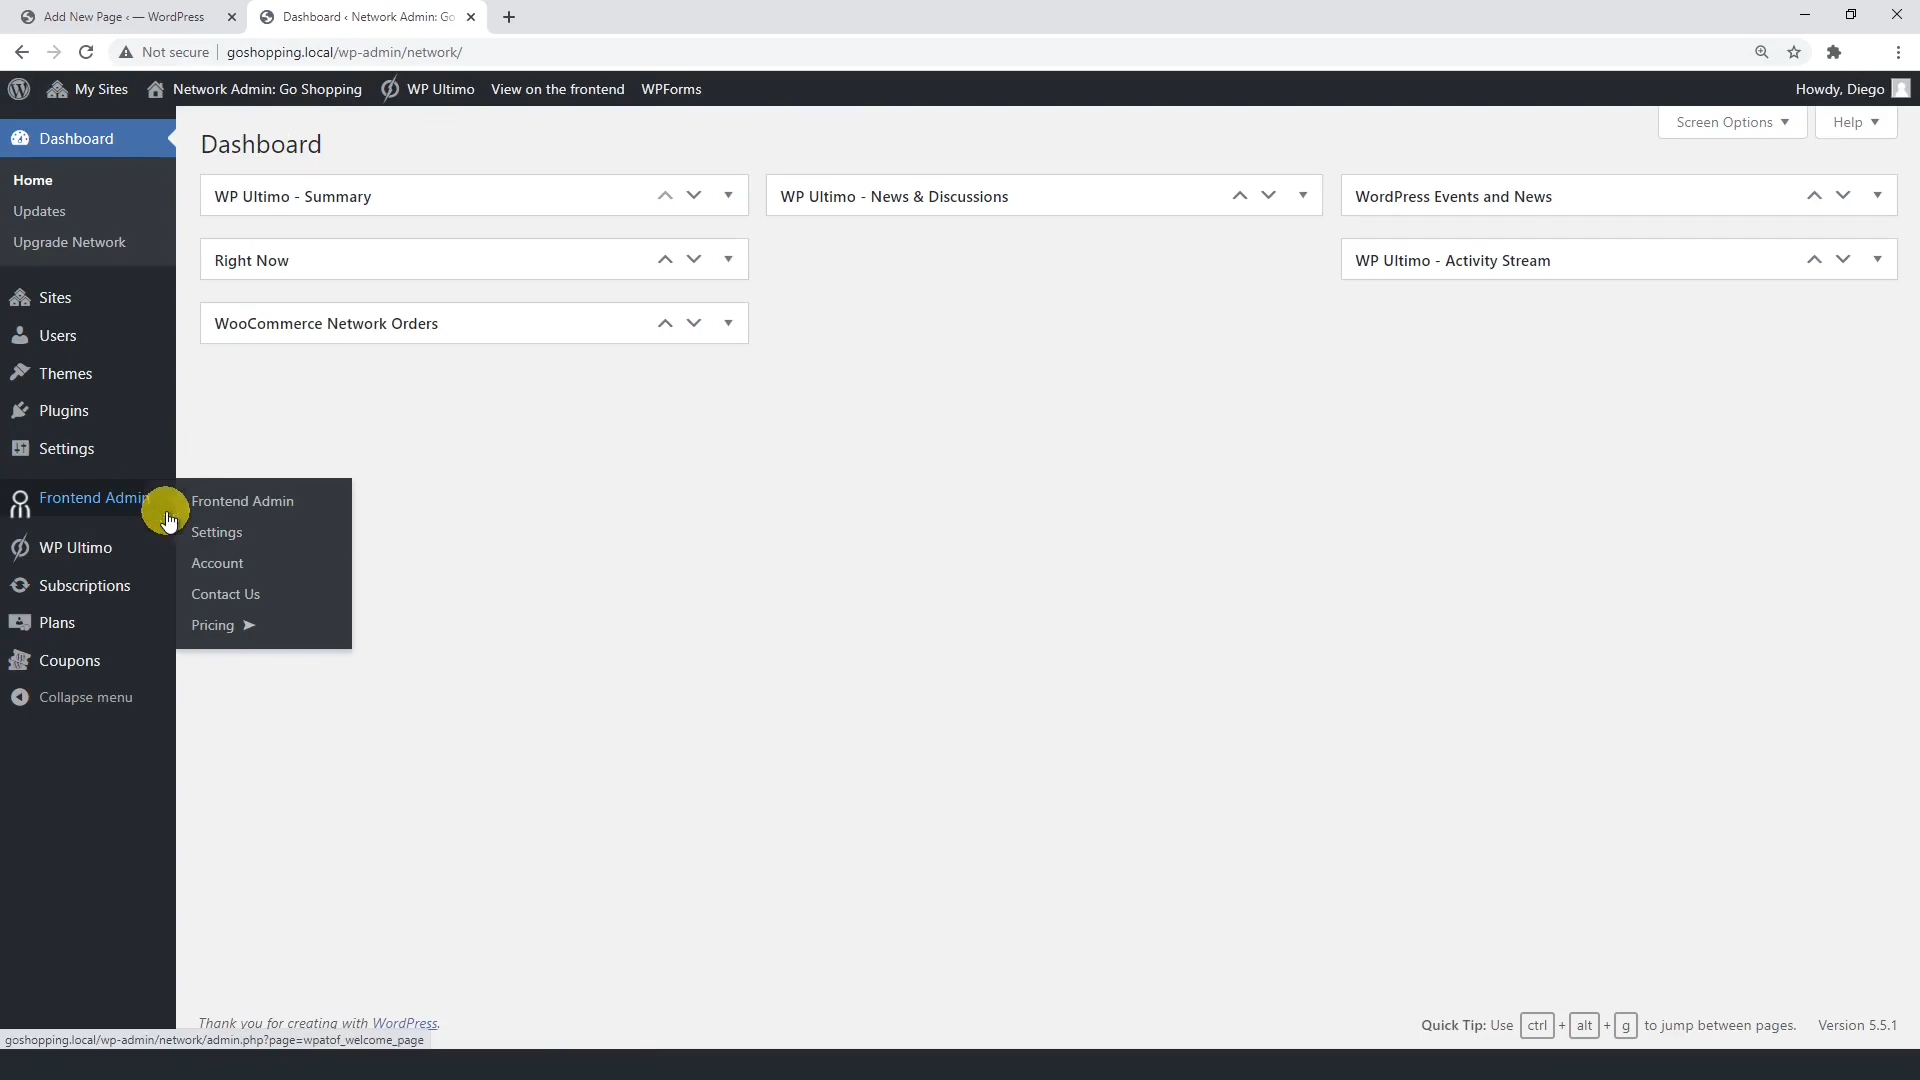 Add New Page ‹ — WordPress
Dashboard ‹ Network Admin: Go
Not secure
goshopping.local/wp-admin/network/
My Sites
Network Admin: Go Shopping
WP Ultimo
View on the frontend
WPForms
Howdy, Diego
Dashboard
Home
Updates
Upgrade Network
Sites
Users
Themes
Plugins
Settings
Frontend Admin
WP Ultimo
Subscriptions
Plans
Coupons
Collapse menu
Frontend Admin
Settings
Account
Contact Us
Pricing ➤
Screen Options
Help
Dashboard
WP Ultimo - Summary
WP Ultimo - News & Discussions
WordPress Events and News
Right Now
WP Ultimo - Activity Stream
WooCommerce Network Orders
Thank you for creating with WordPress.
Quick Tip: Use ctrl + alt + g to jump between pages.
Version 5.5.1
goshopping.local/wp-admin/network/admin.php?page=wpatof_welcome_page